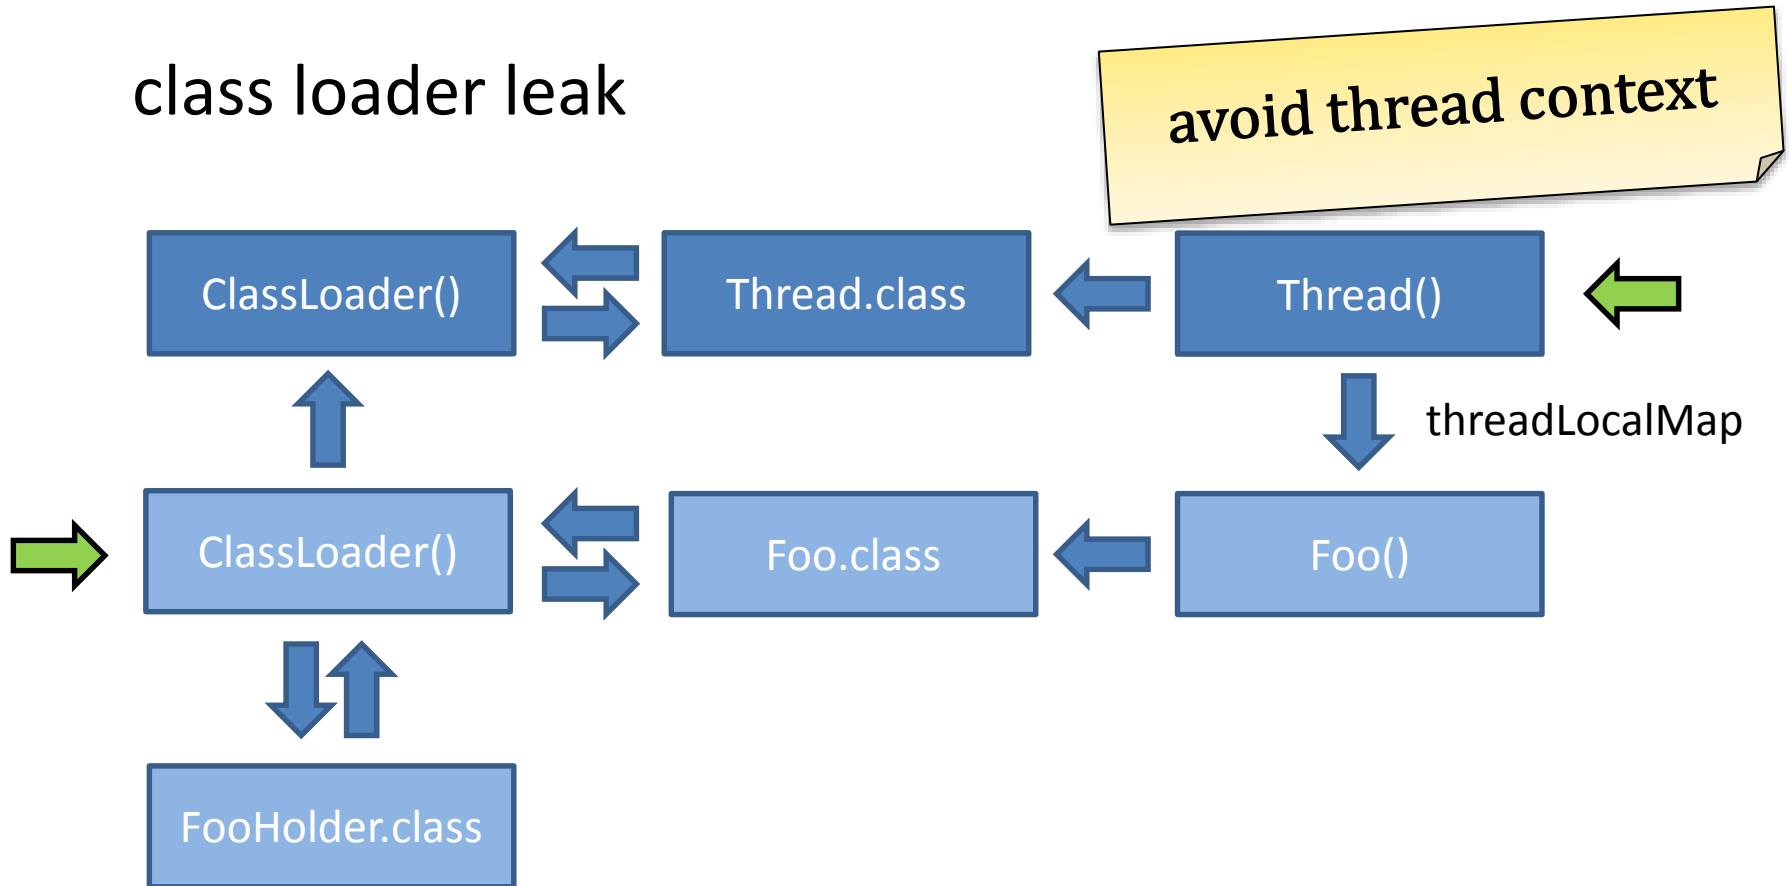 class loader leak
avoid thread context
ClassLoader()
Thread.class
Thread()
threadLocalMap
ClassLoader()
Foo.class
Foo()
FooHolder.class